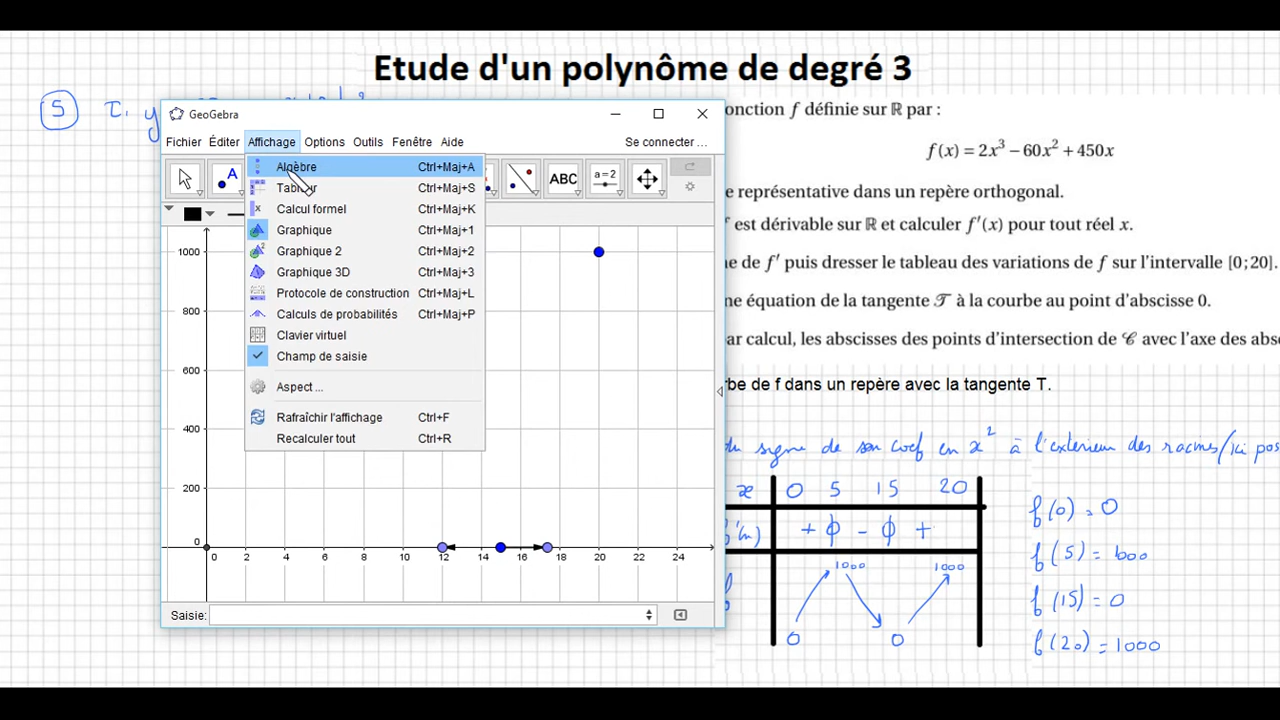 Etude d'un polynôme de degré 3
5
T. y
GeoGebra
Fichier Éditer Affichage Options Outils Fenêtre Aide Se connecter ...
A
ABC
a = 2
Algèbre Ctrl+Maj+A
Tableur Ctrl+Maj+S
Calcul formel Ctrl+Maj+K
Graphique Ctrl+Maj+1
Graphique 2 Ctrl+Maj+2
Graphique 3D Ctrl+Maj+3
Protocole de construction Ctrl+Maj+L
Calculs de probabilités Ctrl+Maj+P
Clavier virtuel
Champ de saisie
Aspect ...
Rafraîchir l'affichage Ctrl+F
Recalculer tout Ctrl+R
1000
800
600
400
200
0
0 2 4 6 8 10 12 14 16 18 20 22 24
Saisie:
onction f définie sur ℝ par :
f(x) = 2x³ − 60x² + 450x
e représentative dans un repère orthogonal.
f est dérivable sur ℝ et calculer f′(x) pour tout réel x.
ne de f′ puis dresser le tableau des variations de f sur l'intervalle [0;20].
ne équation de la tangente 𝒯 à la courbe au point d'abscisse 0.
ar calcul, les abscisses des points d'intersection de 𝒞 avec l'axe des abs
rbe de f dans un repère avec la tangente T.
du signe de son coef en x² à l'exterieur des racines (ici pos
x 0 5 15 20
f'(x) + 0 − 0 +
1000 1000
0 0
f(0) = 0
f(5) = 1000
f(15) = 0
f(20) = 1000